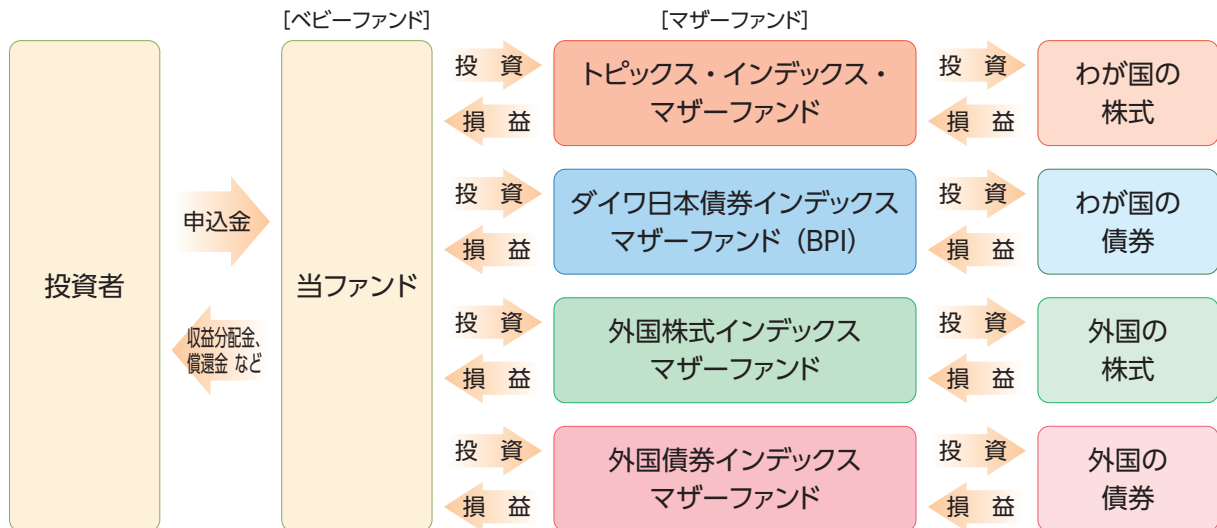 [ベビーファンド]
[マザーファンド]
投資者
申込金
収益分配金、
償還金 など
当ファンド
投 資
損 益
トピックス・インデックス・
マザーファンド
投 資
損 益
わが国の
株式
投 資
損 益
ダイワ日本債券インデックス
マザーファンド（BPI）
投 資
損 益
わが国の
債券
投 資
損 益
外国株式インデックス
マザーファンド
投 資
損 益
外国の
株式
投 資
損 益
外国債券インデックス
マザーファンド
投 資
損 益
外国の
債券